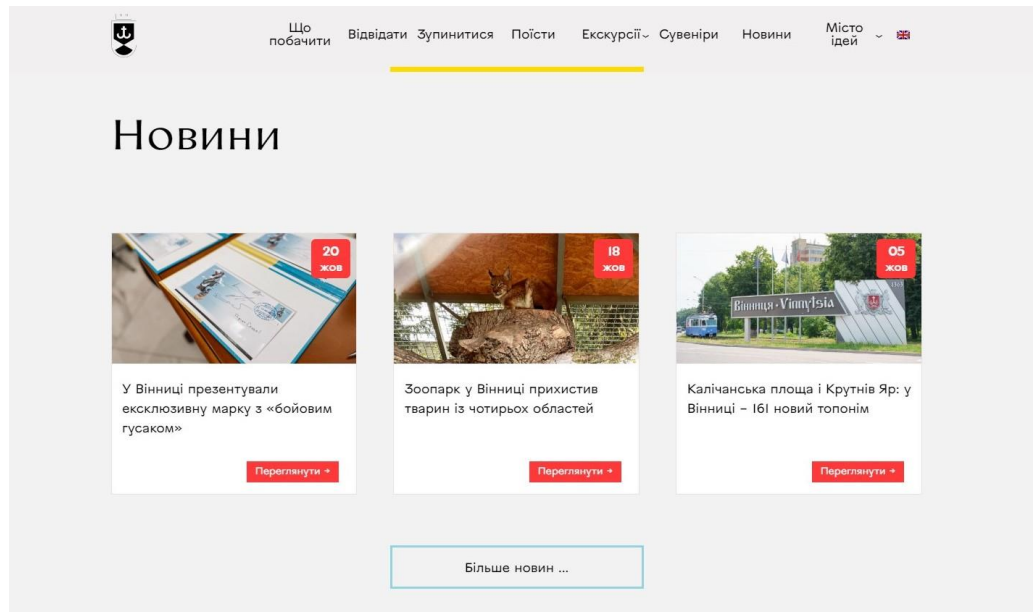 Що побачити
Відвідати
Зупинитися
Поїсти
Екскурсії
Сувеніри
Новини
Місто ідей
Новини
20
жов
У Вінниці презентували
ексклюзивну марку з «бойовим
гусаком»
Переглянути →
18
жов
Зоопарк у Вінниці прихистив
тварин із чотирьох областей
Переглянути →
05
жов
Вінниця • Vinnytsia
1363
Калічанська площа і Крутнів Яр: у
Вінниці – 161 новий топонім
Переглянути →
Більше новин ...